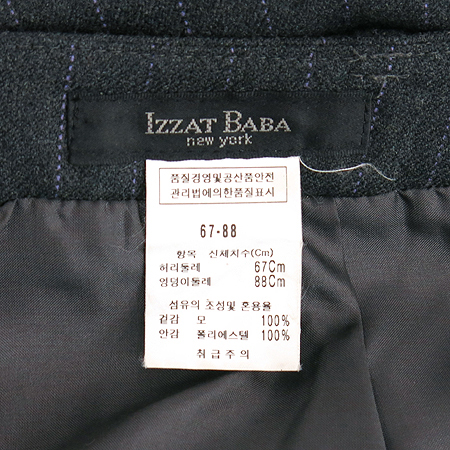 IZZAT BABA
new york
품질경영및공산품안전
관리법에의한품질표시
67-88
항목 신체치수(Cm)
허리둘레 67Cm
엉덩이둘레 88Cm
섬유의 조성및 혼용율
겉감 모 100%
안감 폴리에스텔 100%
취급주의